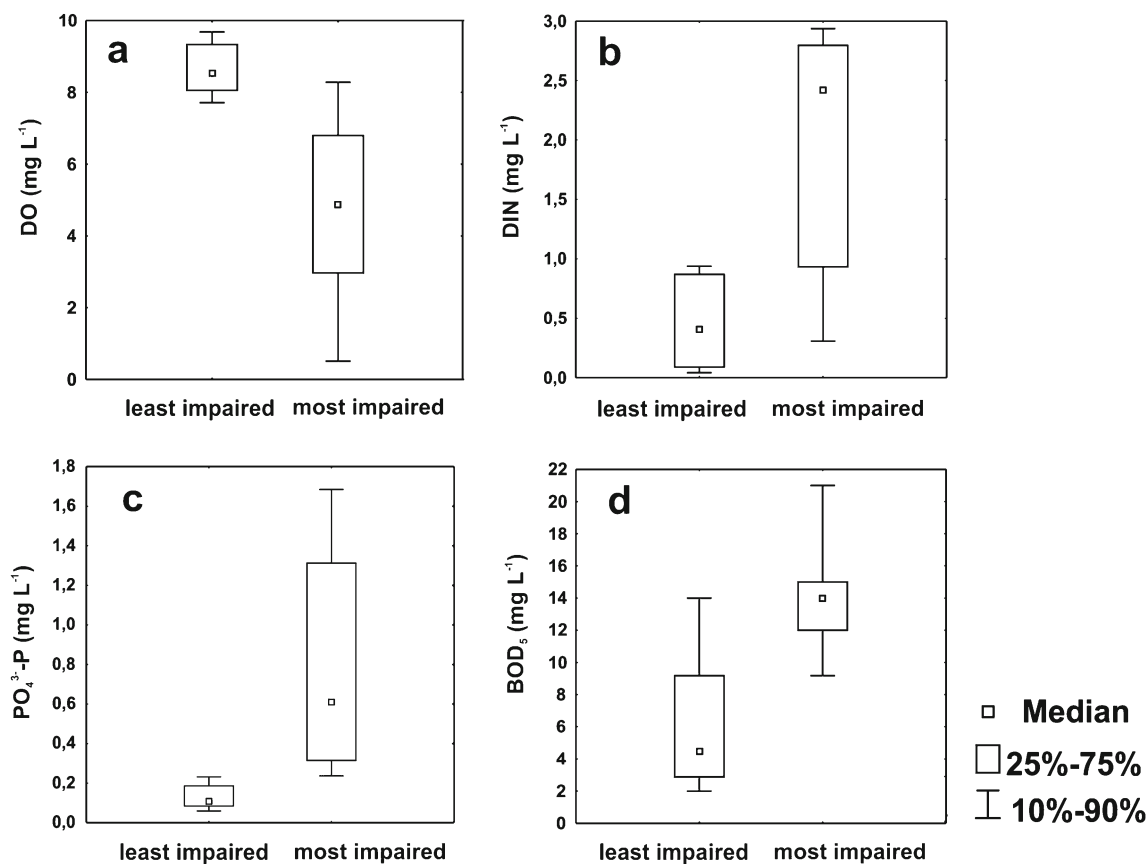 a
DO (mg L⁻¹)
10
8
6
4
2
0
least impaired most impaired
b
DIN (mg L⁻¹)
3,0
2,5
2,0
1,5
1,0
0,5
0,0
least impaired most impaired
c
PO₄³⁻-P (mg L⁻¹)
1,8
1,6
1,4
1,2
1,0
0,8
0,6
0,4
0,2
0,0
least impaired most impaired
d
BOD₅ (mg L⁻¹)
22
20
18
16
14
12
10
8
6
4
2
0
least impaired most impaired
Median
25%-75%
10%-90%